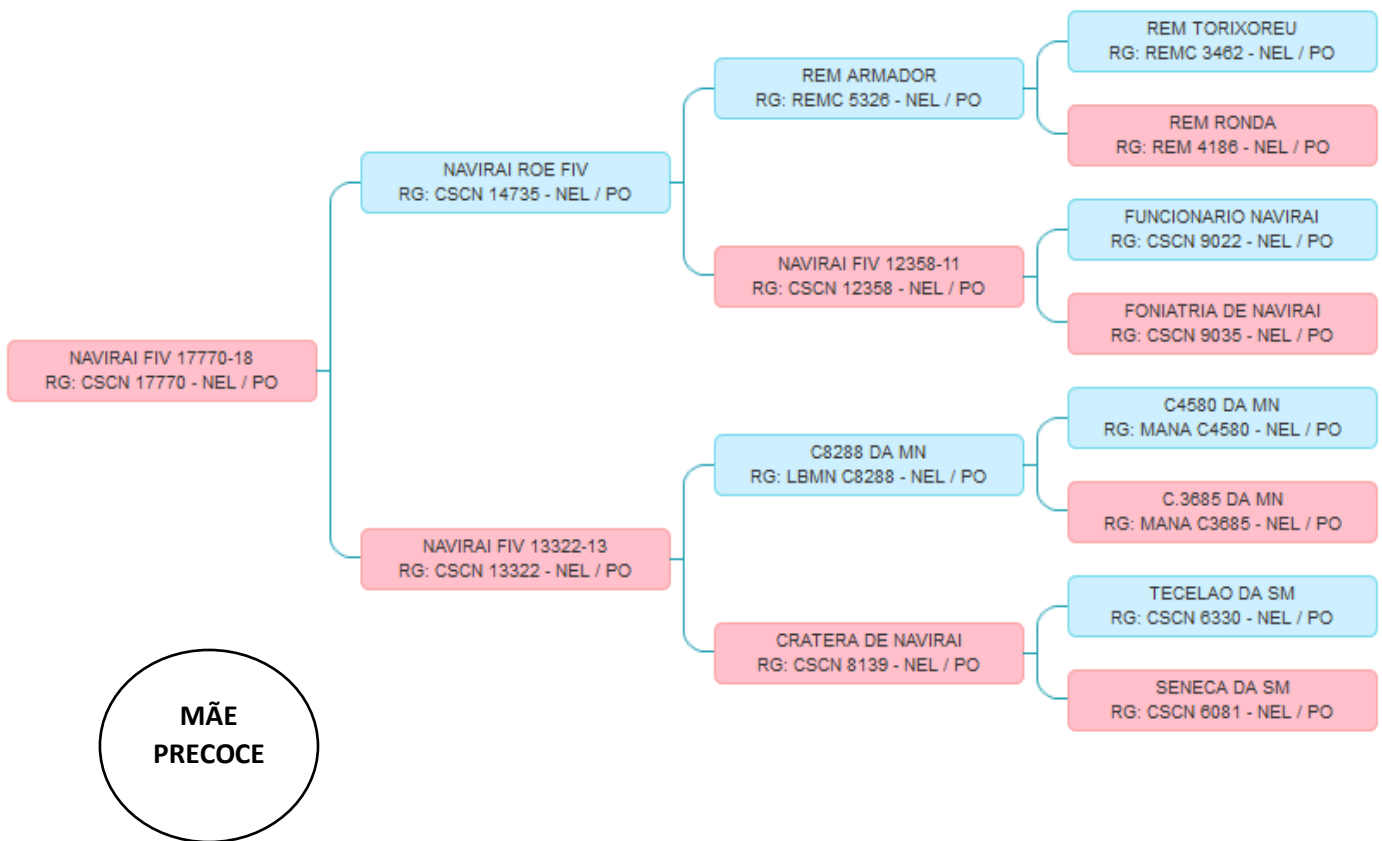 REM TORIXOREU
RG: REMC 3462 - NEL / PO
REM ARMADOR
RG: REMC 5326 - NEL / PO
REM RONDA
RG: REM 4186 - NEL / PO
NAVIRAI ROE FIV
RG: CSCN 14735 - NEL / PO
FUNCIONARIO NAVIRAI
RG: CSCN 9022 - NEL / PO
NAVIRAI FIV 12358-11
RG: CSCN 12358 - NEL / PO
FONIATRIA DE NAVIRAI
RG: CSCN 9035 - NEL / PO
NAVIRAI FIV 17770-18
RG: CSCN 17770 - NEL / PO
C4580 DA MN
RG: MANA C4580 - NEL / PO
C8288 DA MN
RG: LBMN C8288 - NEL / PO
C.3685 DA MN
RG: MANA C3685 - NEL / PO
NAVIRAI FIV 13322-13
RG: CSCN 13322 - NEL / PO
TECELAO DA SM
RG: CSCN 6330 - NEL / PO
CRATERA DE NAVIRAI
RG: CSCN 8139 - NEL / PO
SENECA DA SM
RG: CSCN 6081 - NEL / PO
MÃE
PRECOCE